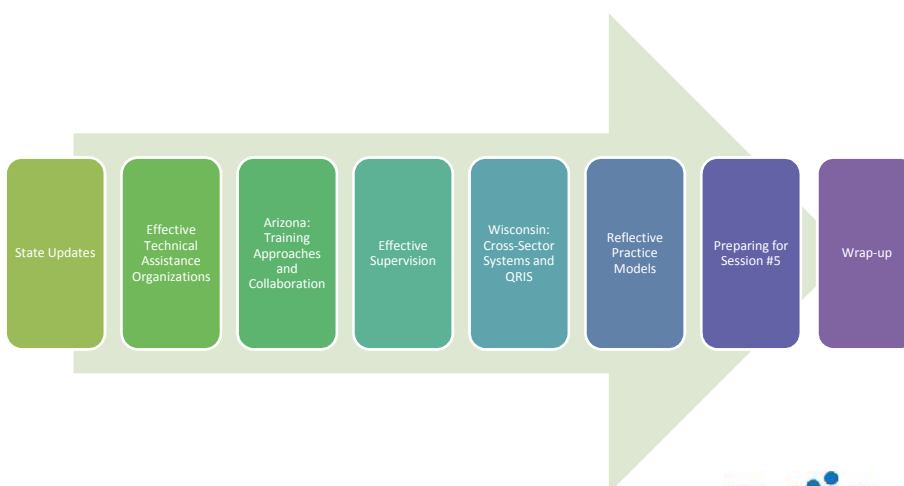 State Updates
Effective
Technical
Assistance
Organizations
Arizona:
Training
Approaches
and
Collaboration
Effective
Supervision
Wisconsin:
Cross-Sector
Systems and
QRIS
Reflective
Practice
Models
Preparing for
Session #5
Wrap-up